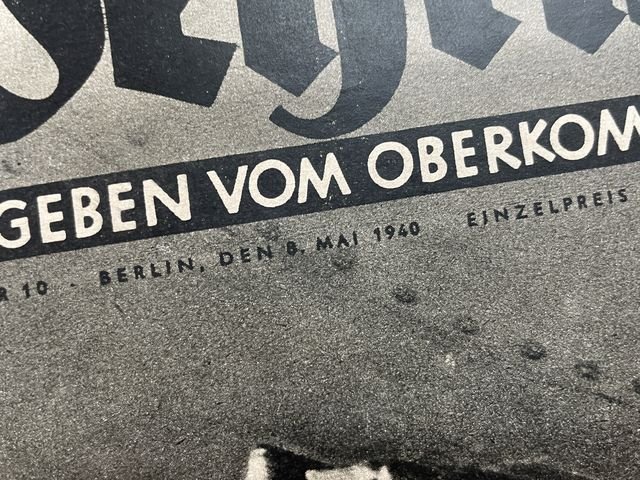 GEBEN VOM OBERKOM
R 10 · BERLIN, DEN 8. MAI 1940 EINZELPREIS